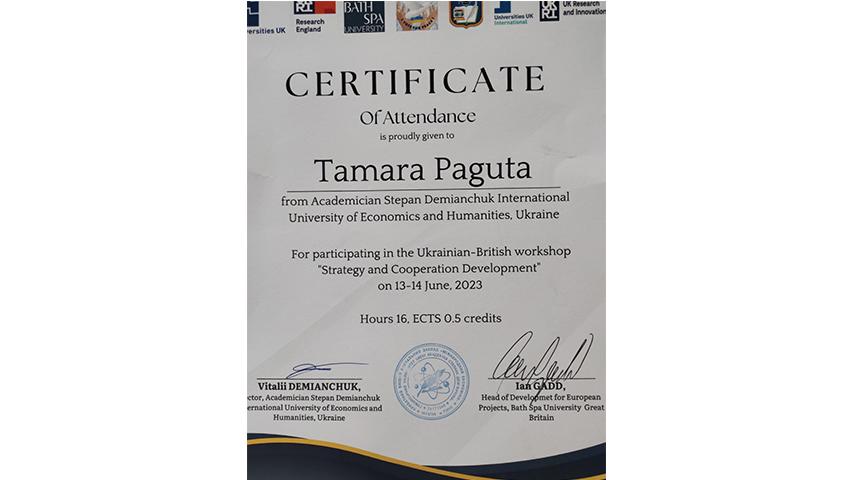 ersities UK
Research
England
BATH
SPA
UNIVERSITY
Universities UK
International
UK Research
and Innovation
CERTIFICATE
Of Attendance
is proudly given to
Tamara Paguta
from Academician Stepan Demianchuk International
University of Economics and Humanities, Ukraine
For participating in the Ukrainian-British workshop
"Strategy and Cooperation Development"
on 13-14 June, 2023
Hours 16, ECTS 0.5 credits
Vitalii DEMIANCHUK,
ctor, Academician Stepan Demianchuk
ernational University of Economics and
Humanities, Ukraine
Ian GADD,
Head of Developmet for European
Projects, Bath Spa University Great
Britain